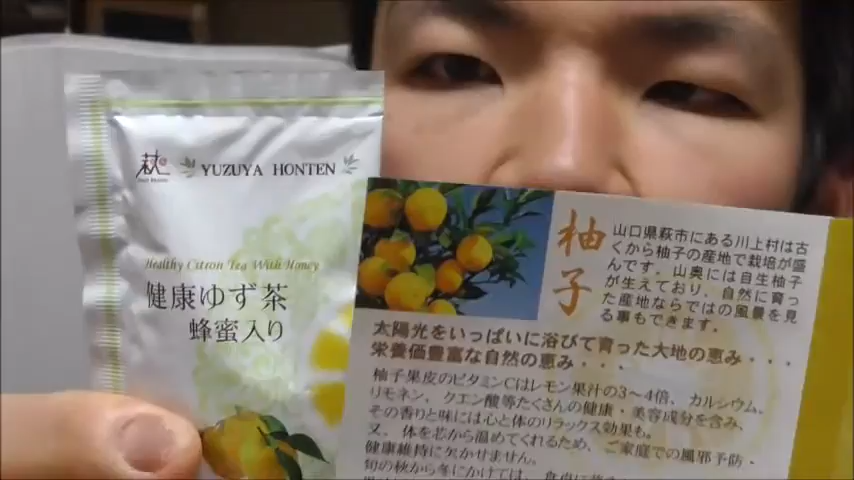 萩
YUZUYA HONTEN
Healthy Citron Tea With Honey
健康ゆず茶
蜂蜜入り
柚子
山口県萩市にある川上村は古
くから柚子の産地で栽培が盛
んです。山奥には自生柚子
が生えており、自然に育っ
た産地ならではの風景を見
る事もできます。
太陽光をいっぱいに浴びて育った大地の恵み・・・
栄養価豊富な自然の恵み・・・
柚子果皮のビタミンCはレモン果汁の3〜4倍、カルシウム、
リモネン、クエン酸等たくさんの健康・美容成分を含み、
その香りと味には心と体のリラックス効果も。
又、体を芯から温めてくれるため、ご家庭での風邪予防・
健康維持に欠かせません。
旬の秋から冬にかけては、